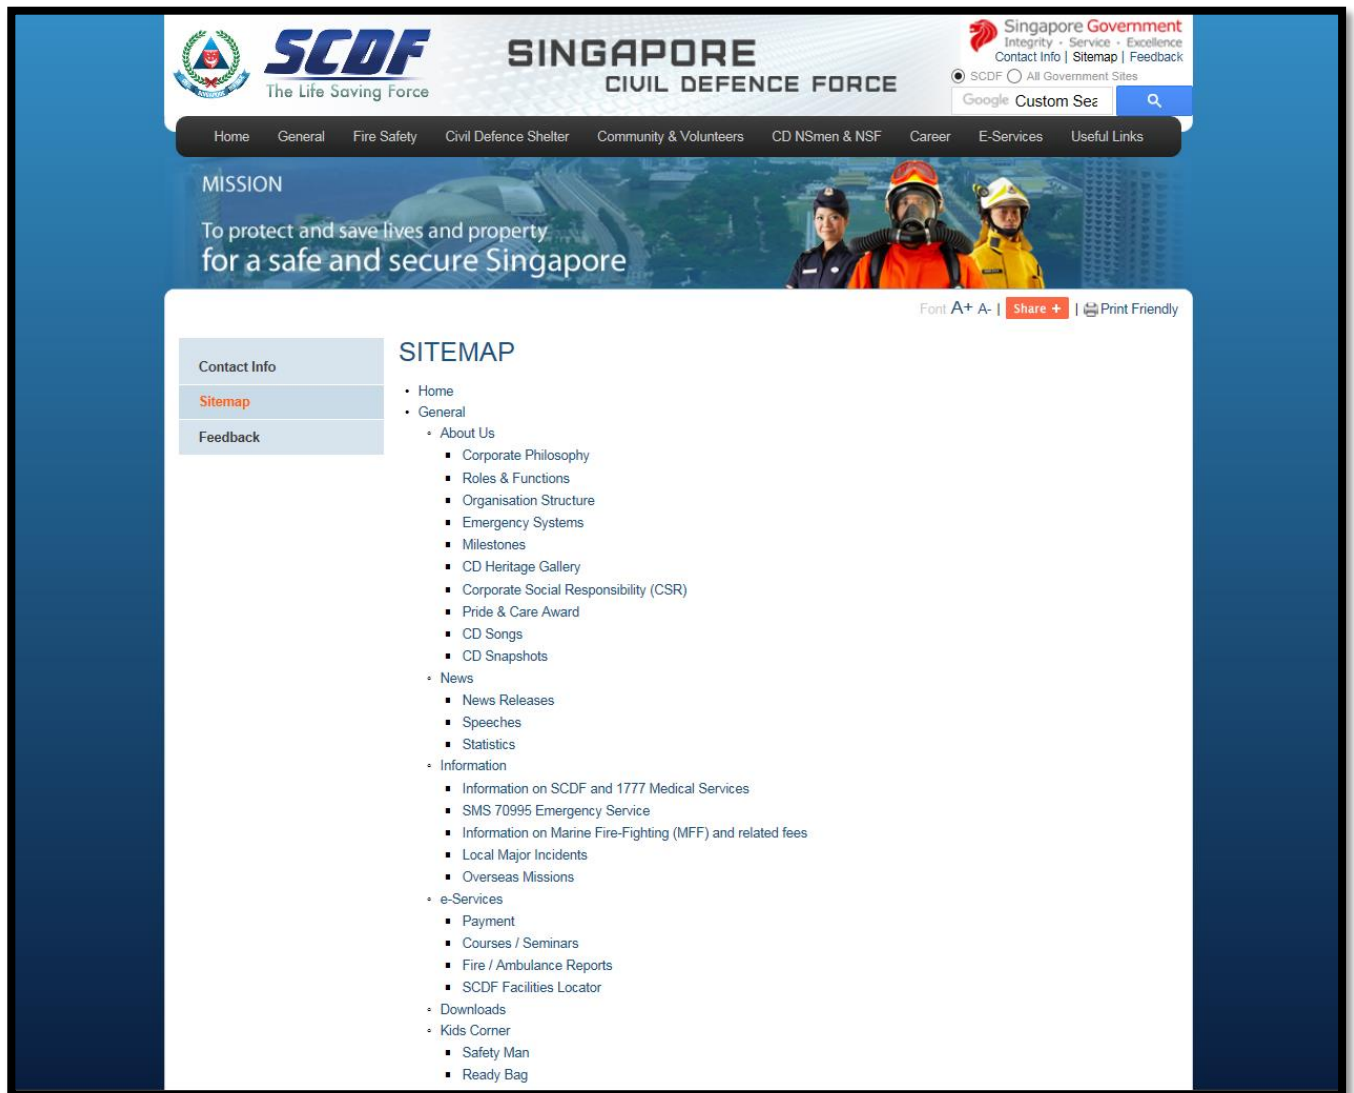 SCDF
The Life Saving Force
SINGAPORE
CIVIL DEFENCE FORCE
Singapore Government
Integrity · Service · Excellence
Contact Info | Sitemap | Feedback
SCDF All Government Sites
Google Custom Sea
Home General Fire Safety Civil Defence Shelter Community & Volunteers CD NSmen & NSF Career E-Services Useful Links
MISSION
To protect and save lives and property
for a safe and secure Singapore
Font A+ A- | Share + | Print Friendly
Contact Info
Sitemap
Feedback
SITEMAP
• Home
• General
◦ About Us
▪ Corporate Philosophy
▪ Roles & Functions
▪ Organisation Structure
▪ Emergency Systems
▪ Milestones
▪ CD Heritage Gallery
▪ Corporate Social Responsibility (CSR)
▪ Pride & Care Award
▪ CD Songs
▪ CD Snapshots
◦ News
▪ News Releases
▪ Speeches
▪ Statistics
◦ Information
▪ Information on SCDF and 1777 Medical Services
▪ SMS 70995 Emergency Service
▪ Information on Marine Fire-Fighting (MFF) and related fees
▪ Local Major Incidents
▪ Overseas Missions
◦ e-Services
▪ Payment
▪ Courses / Seminars
▪ Fire / Ambulance Reports
▪ SCDF Facilities Locator
◦ Downloads
◦ Kids Corner
▪ Safety Man
▪ Ready Bag